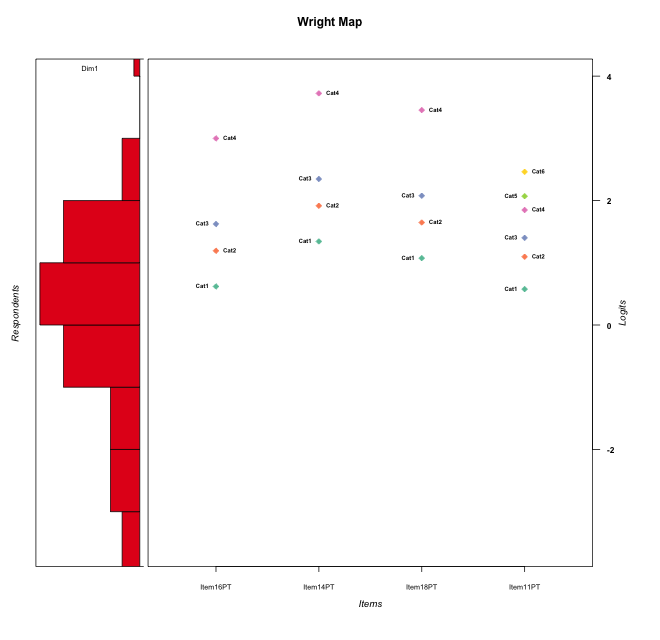 Wright Map
Dim1
4
Cat4
Cat4
Cat4
Cat6
Cat3
Cat5
2
Cat3
Cat2
Cat4
Cat3
Cat2
Cat3
Cat1
Cat2
Cat1
Cat2
Cat1
Cat1
0
-2
Respondents
Logits
Item16PT
Item14PT
Item18PT
Item11PT
Items